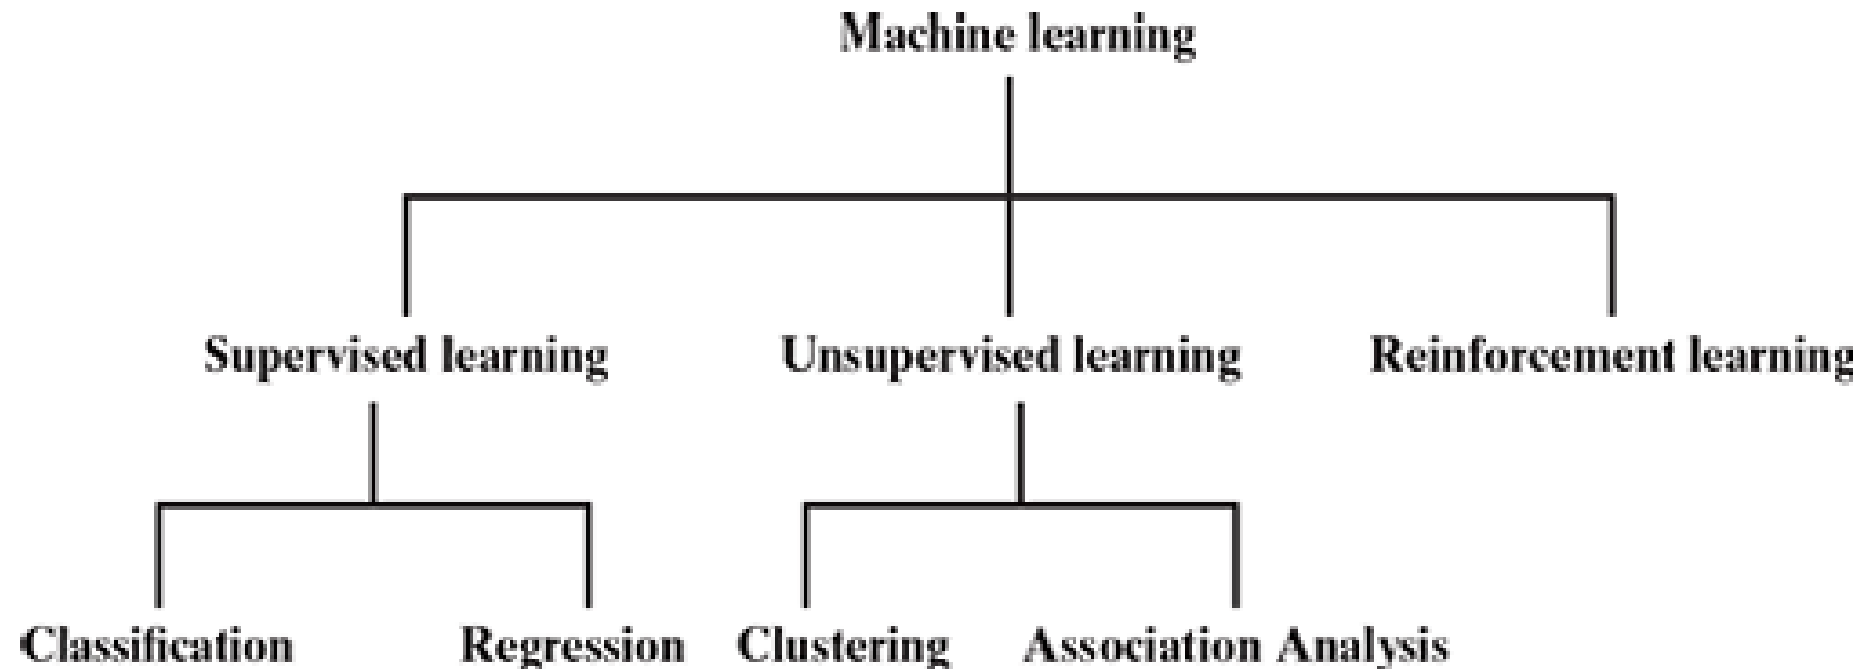 Machine learning
Supervised learning
Unsupervised learning
Reinforcement learning
Classification
Regression
Clustering
Association Analysis